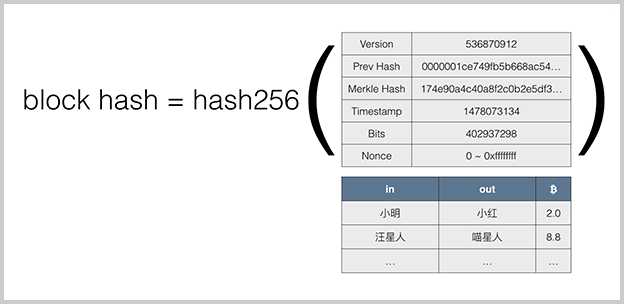 block hash = hash256 (
Version 536870912
Prev Hash 0000001ce749fb5b668ac54…
Merkle Hash 174e90a4c40a8f2c0b2e5df3…
Timestamp 1478073134
Bits 402937298
Nonce 0 ~ 0xffffffff
)
in out ₿
小明 小红 2.0
汪星人 喵星人 8.8
… … …